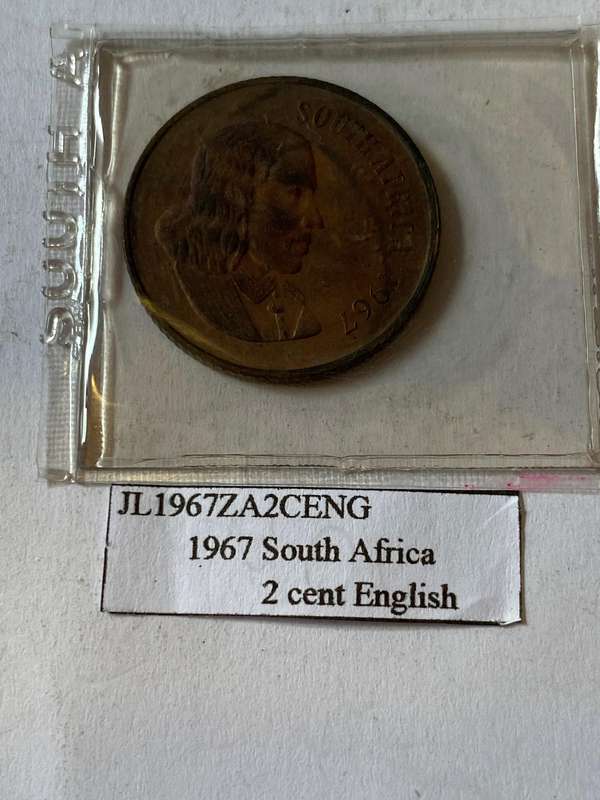 SOUTH A
SOUTH AFRICA
1967
JL1967ZA2CENG
1967 South Africa
2 cent English